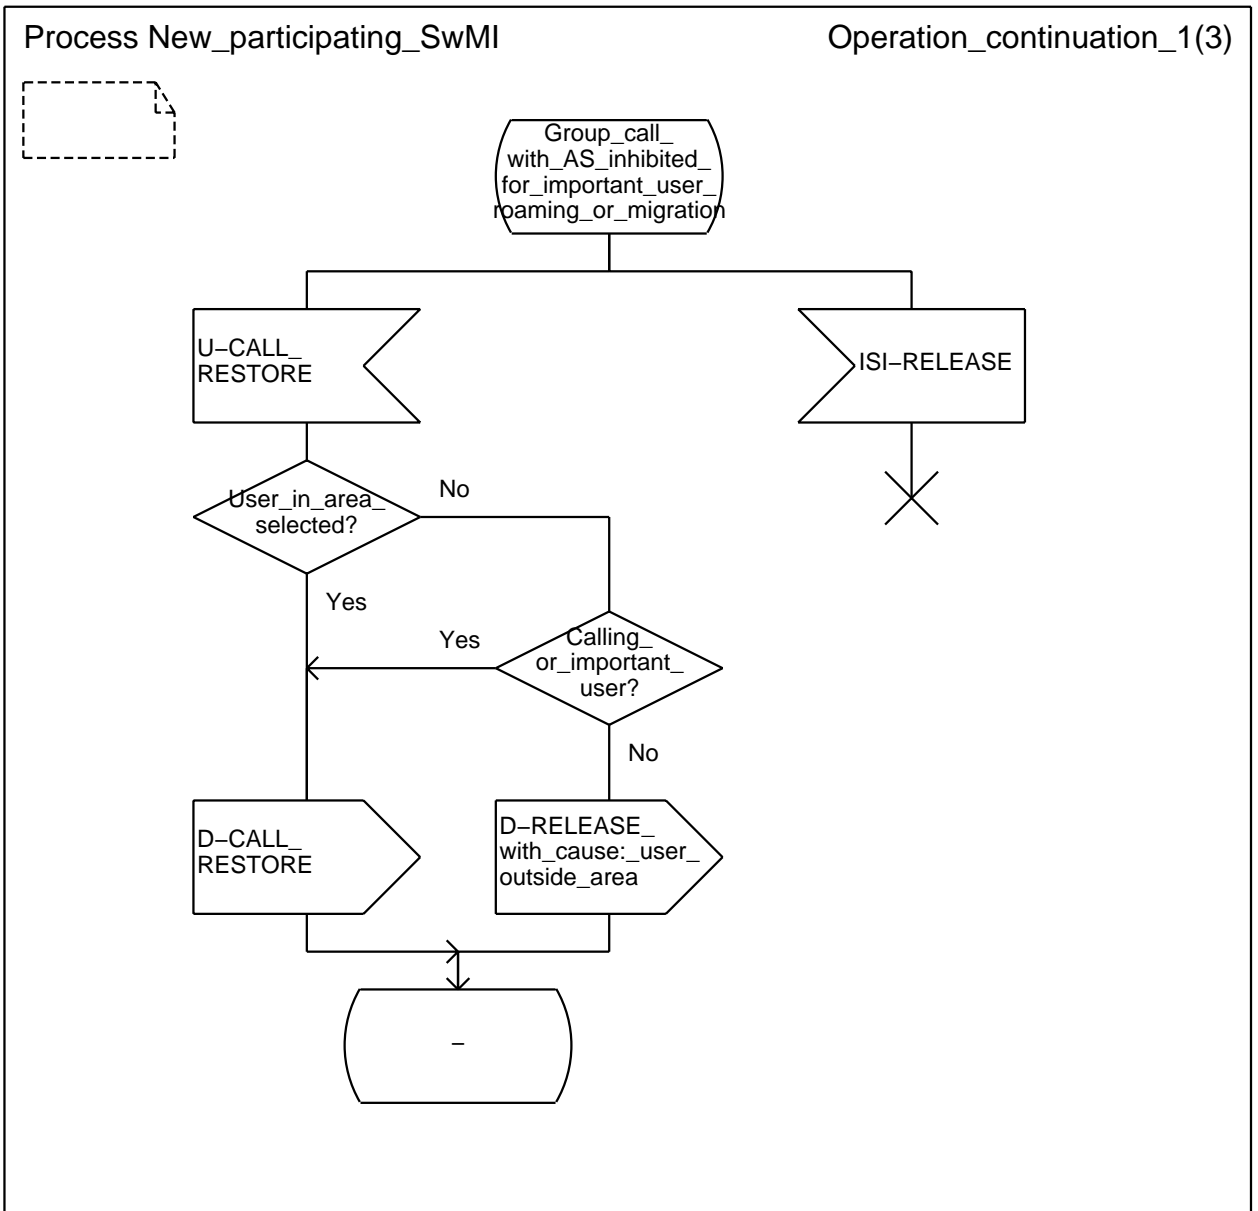 Process New_participating_SwMI
Operation_continuation_1(3)
Group_call_
with_AS_inhibited_
for_important_user_
roaming_or_migration
U−CALL_
RESTORE
ISI−RELEASE
User_in_area_
selected?
No
Yes
Yes
Calling_
or_important_
user?
No
D−CALL_
RESTORE
D−RELEASE_
with_cause:_user_
outside_area
−